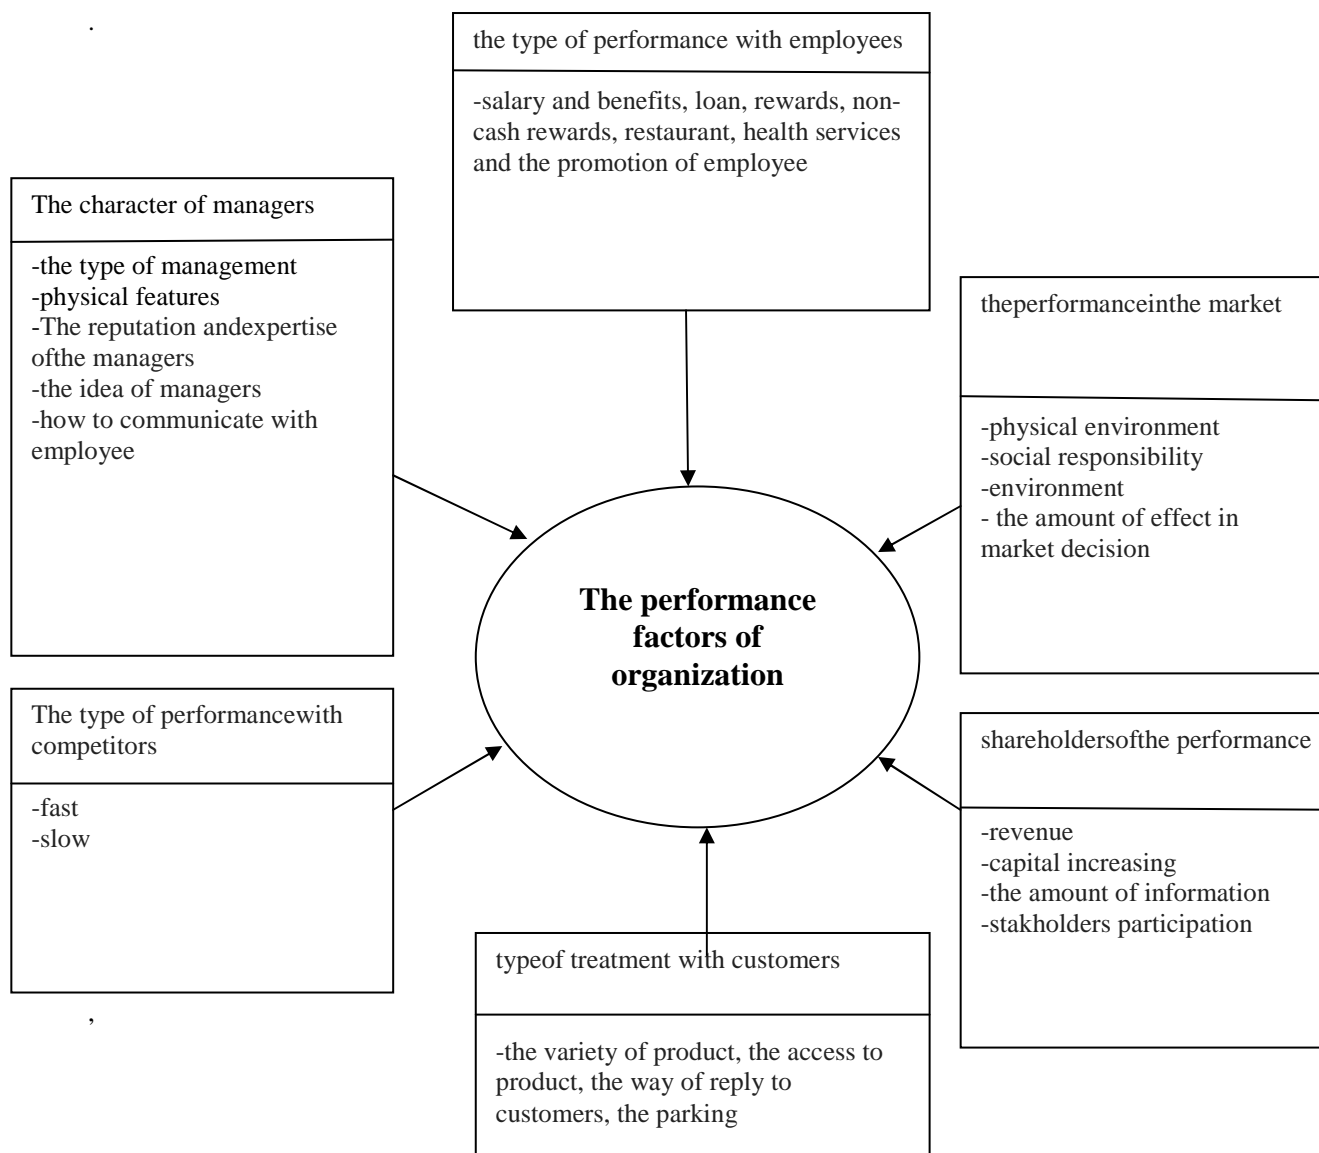 .
the type of performance with employees
-salary and benefits, loan, rewards, non-
cash rewards, restaurant, health services
and the promotion of employee
The character of managers
-the type of management
-physical features
-The reputation andexpertise
ofthe managers
-the idea of managers
-how to communicate with
employee
theperformanceinthe market
-physical environment
-social responsibility
-environment
- the amount of effect in
market decision
The performance
factors of
organization
The type of performancewith
competitors
-fast
-slow
shareholdersofthe performance
-revenue
-capital increasing
-the amount of information
-stakholders participation
typeof treatment with customers
-the variety of product, the access to
product, the way of reply to
customers, the parking
,